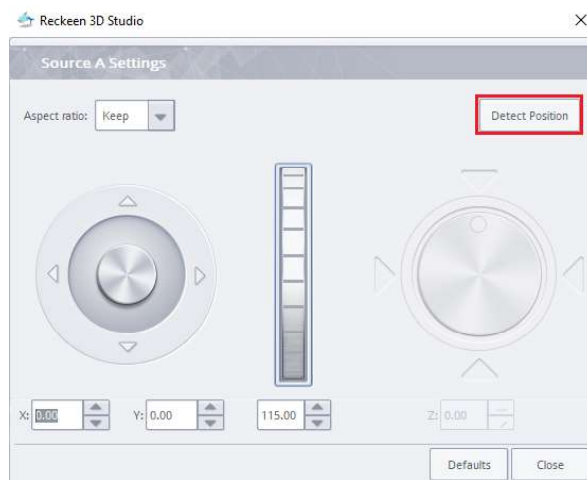 Reckeen 3D Studio
Source A Settings
Aspect ratio: Keep
Detect Position
X: 0.00 Y: 0.00 115.00 Z: 0.00
Defaults Close